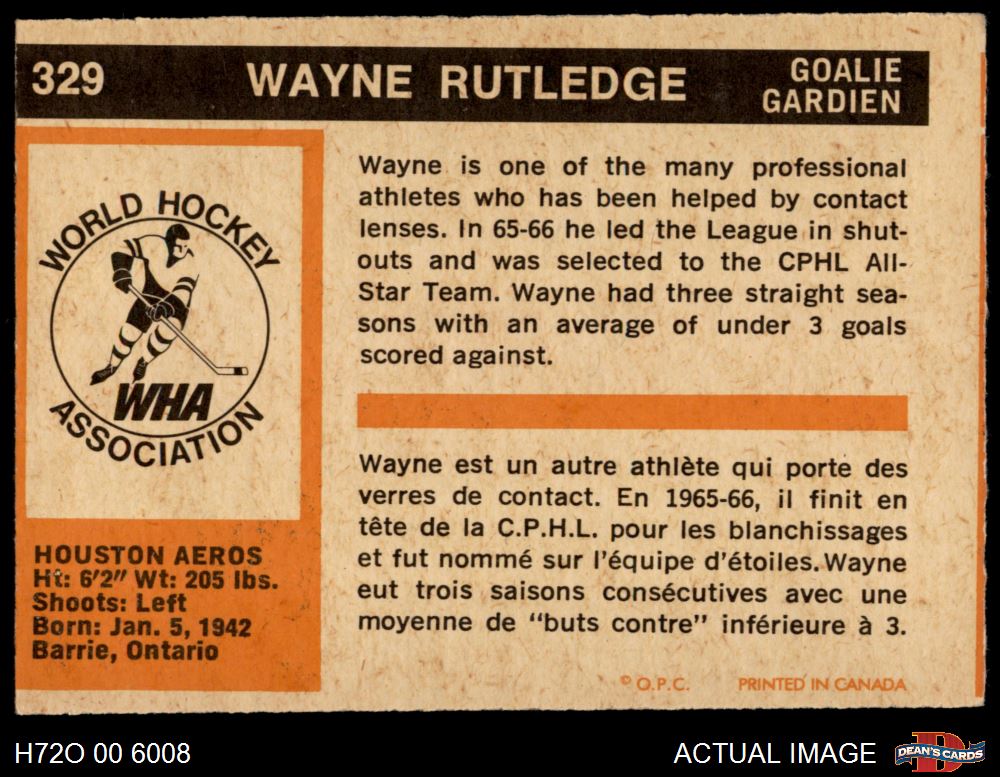 329
WAYNE RUTLEDGE
GOALIE
GARDIEN
WORLD HOCKEY
WHA
ASSOCIATION
HOUSTON AEROS
Ht: 6'2" Wt: 205 lbs.
Shoots: Left
Born: Jan. 5, 1942
Barrie, Ontario
Wayne is one of the many professional
athletes who has been helped by contact
lenses. In 65-66 he led the League in shut-
outs and was selected to the CPHL All-
Star Team. Wayne had three straight sea-
sons with an average of under 3 goals
scored against.
Wayne est un autre athlète qui porte des
verres de contact. En 1965-66, il finit en
tête de la C.P.H.L. pour les blanchissages
et fut nommé sur l'équipe d'étoiles. Wayne
eut trois saisons consécutives avec une
moyenne de "buts contre" inférieure à 3.
© O.P.C. PRINTED IN CANADA
H72O 00 6008
ACTUAL IMAGE
DEAN'S CARDS